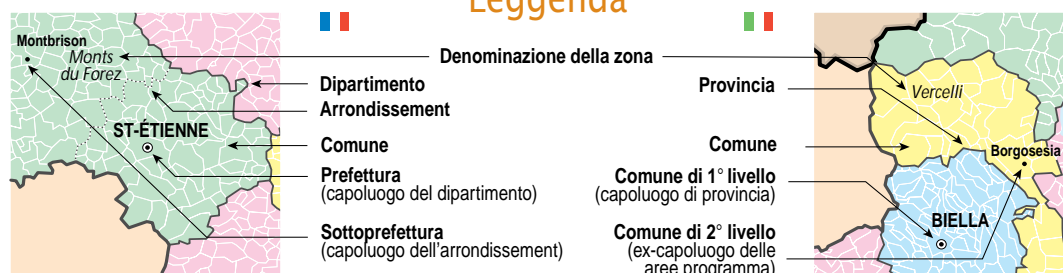 Leggenda
Montbrison
Monts
du Forez
ST-ÉTIENNE
Denominazione della zona
Dipartimento
Arrondissement
Comune
Prefettura
(capoluogo del dipartimento)
Sottoprefettura
(capoluogo dell'arrondissement)
Provincia
Comune
Comune di 1° livello
(capoluogo di provincia)
Comune di 2° livello
(ex-capoluogo delle
aree programma)
Vercelli
Borgosesia
BIELLA